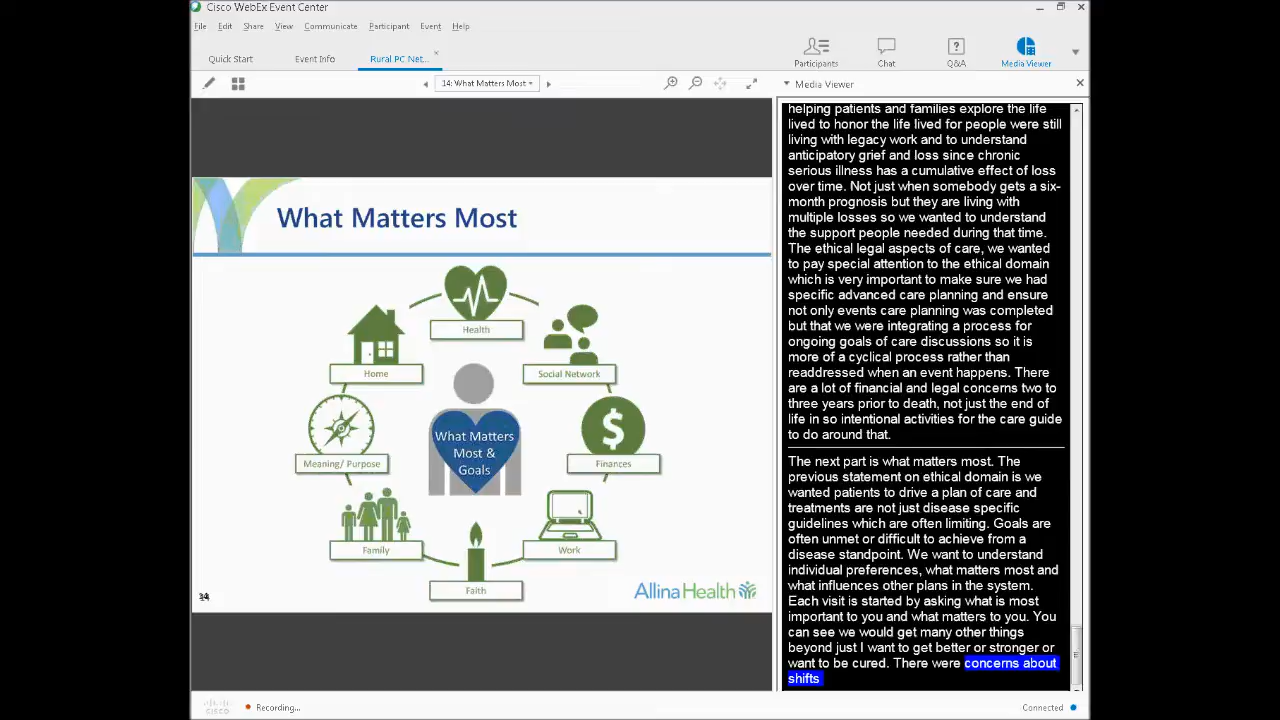 Cisco WebEx Event Center
File Edit Share View Communicate Participant Event Help
Quick Start Event Info Rural PC Net...
Participants Chat Q&A Media Viewer
14: What Matters Most
Media Viewer
What Matters Most
Health
Home
Social Network
What Matters
Most &
Goals
Meaning/ Purpose
Finances
Family
Work
Faith
AllinaHealth
helping patients and families explore the life
lived to honor the life lived for people were still
living with legacy work and to understand
anticipatory grief and loss since chronic
serious illness has a cumulative effect of loss
over time. Not just when somebody gets a six-
month prognosis but they are living with
multiple losses so we wanted to understand
the support people needed during that time.
The ethical legal aspects of care, we wanted
to pay special attention to the ethical domain
which is very important to make sure we had
specific advanced care planning and ensure
not only events care planning was completed
but that we were integrating a process for
ongoing goals of care discussions so it is
more of a cyclical process rather than
readdressed when an event happens. There
are a lot of financial and legal concerns two to
three years prior to death, not just the end of
life in so intentional activities for the care guide
to do around that.
The next part is what matters most. The
previous statement on ethical domain is we
wanted patients to drive a plan of care and
treatments are not just disease specific
guidelines which are often limiting. Goals are
often unmet or difficult to achieve from a
disease standpoint. We want to understand
individual preferences, what matters most and
what influences other plans in the system.
Each visit is started by asking what is most
important to you and what matters to you. You
can see we would get many other things
beyond just I want to get better or stronger or
want to be cured. There were concerns about
shifts
CISCO
Recording...
Connected